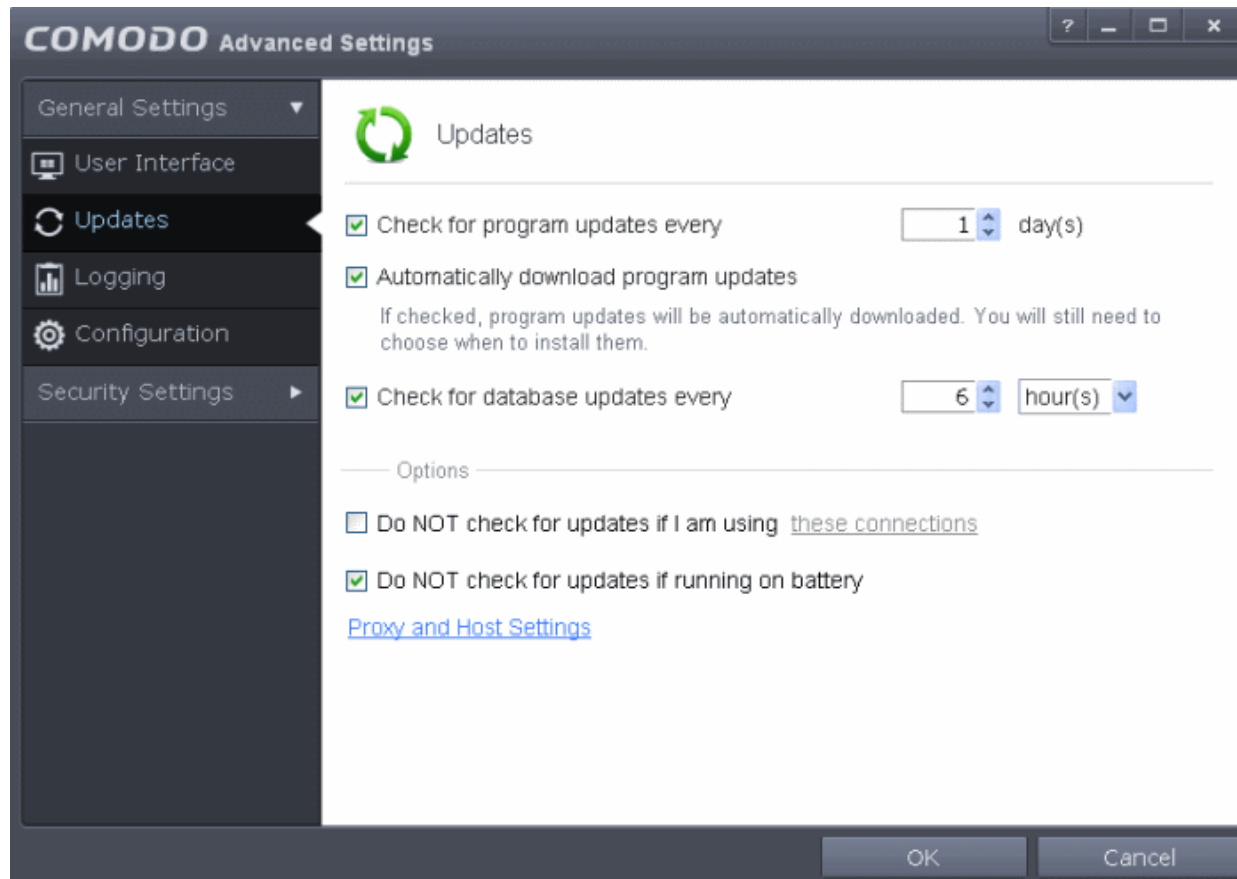 COMODO Advanced Settings
?
General Settings
User Interface
Updates
Logging
Configuration
Security Settings
Updates
Check for program updates every 1 day(s)
Automatically download program updates
If checked, program updates will be automatically downloaded. You will still need to
choose when to install them.
Check for database updates every 6 hour(s)
Options
Do NOT check for updates if I am using these connections
Do NOT check for updates if running on battery
Proxy and Host Settings
OK Cancel